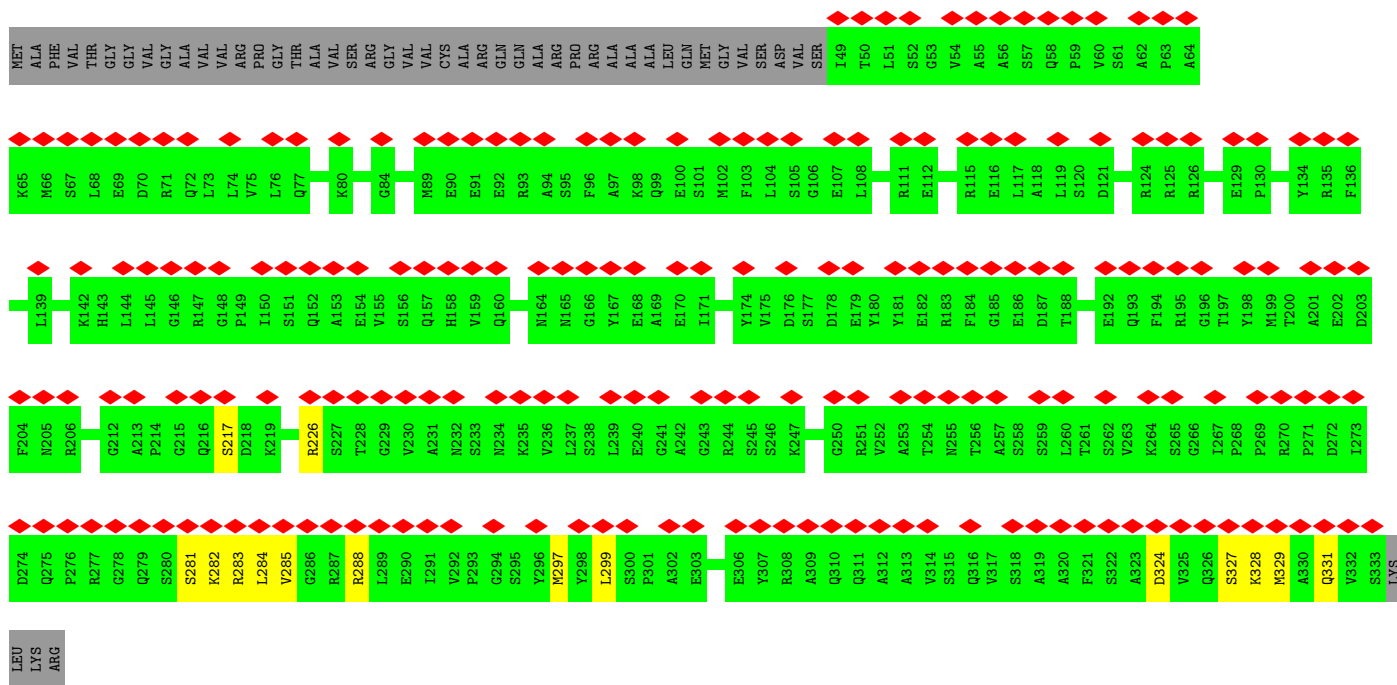 MET ALA PHE VAL THR GLY GLY VAL GLY ALA VAL VAL ARG PRO GLY THR ALA VAL SER ARG GLY VAL VAL CYS ALA ARG GLN GLN ALA ARG PRO ARG ALA LYS ALA ALA LEU GLN MET GLY VAL SER ASP VAL SER I49 T50 L51 S52 G53 V54 A55 A56 S57 Q58 P59 V60 S61 A62 P63 A64
K65 M66 S67 L68 E69 D70 R71 Q72 L73 L74 V75 L76 Q77 K80 G84 M89 E90 E91 E92 R93 A94 S95 F96 A97 K98 Q99 E100 S101 M102 F103 L104 S105 G106 E107 L108 R111 E112 R115 E116 L117 A118 L119 S120 D121 R124 R125 R126 E129 P130 Y134 R135 F136
L139 K142 H143 L144 L145 G146 R147 G148 P149 I150 S151 Q152 A153 E154 V155 S156 Q157 H158 V159 Q160 N164 N165 G166 Y167 E168 A169 E170 I171 Y174 V175 D176 S177 D178 E179 Y180 Y181 E182 R183 F184 G185 E186 D187 T188 E192 Q193 F194 R195 G196 T197 Y198 M199 T200 A201 E202 D203
F204 N205 R206 G212 A213 P214 G215 Q216 S217 D218 K219 R226 S227 T228 G229 V230 A231 N232 S233 N234 K235 V236 L237 S238 L239 E240 G241 A242 G243 R244 S245 S246 K247 G250 R251 V252 A253 T254 N255 T256 A257 S258 S259 L260 T261 S262 V263 K264 S265 G266 I267 P268 P269 R270 P271 D272 I273
D274 Q275 P276 R277 G278 Q279 S280 S281 K282 R283 L284 V285 G286 R287 R288 L289 E290 I291 V292 P293 G294 S295 Y296 M297 Y298 L299 S300 P301 A302 E303 E306 Y307 R308 A309 Q310 Q311 A312 A313 V314 S315 Q316 V317 S318 A319 A320 F321 S322 A323 D324 V325 Q326 S327 K328 M329 A330 Q331 V332 S333 LYS
LEU LYS ARG